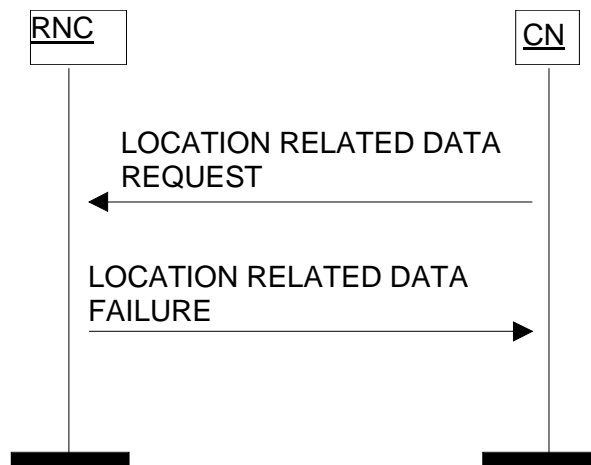 RNC
CN
LOCATION RELATED DATA
REQUEST
LOCATION RELATED DATA
FAILURE